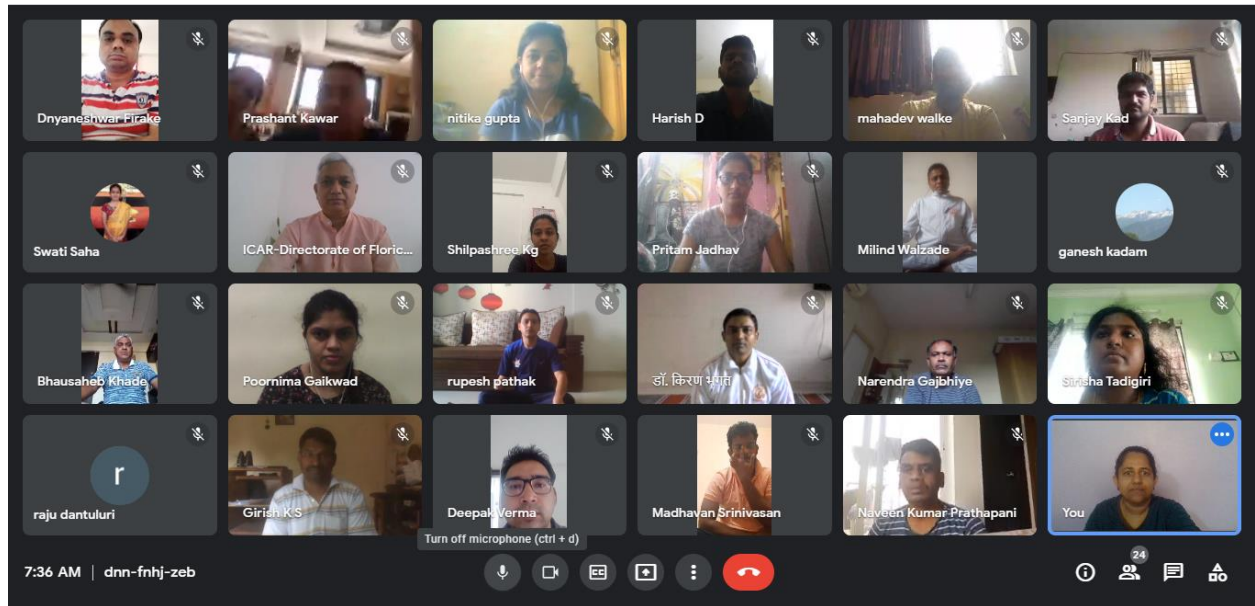 Dnyaneshwar Firake
Prashant Kawar
nitika gupta
Harish D
mahadev walke
Sanjay Kad
Swati Saha
ICAR-Directorate of Floric...
Shilpashree Kg
Pritam Jadhav
Milind Walzade
ganesh kadam
Bhausaheb Khade
Poornima Gaikwad
rupesh pathak
डॉ. किरण भगत
Narendra Gajbhiye
Sirisha Tadigiri
r
raju dantuluri
Girish K S
Deepak Verma
Madhavan Srinivasan
Naveen Kumar Prathapani
You
Turn off microphone (ctrl + d)
7:36 AM | dnn-fnhj-zeb
CC
24